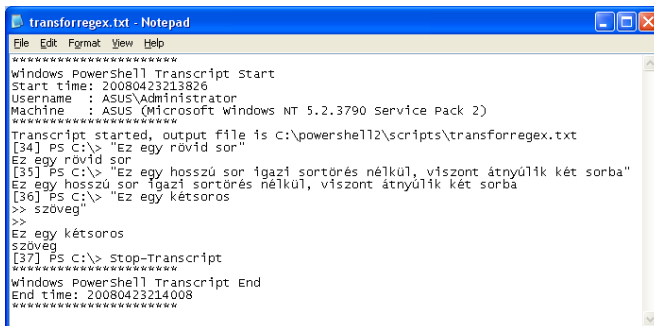 transforregex.txt - Notepad
File Edit Format View Help
**********************
Windows PowerShell Transcript Start
Start time: 20080423213826
Username  : ASUS\Administrator
Machine   : ASUS (Microsoft Windows NT 5.2.3790 Service Pack 2)
**********************
Transcript started, output file is C:\powershell2\scripts\transforregex.txt
[34] PS C:\> "Ez egy rövid sor"
Ez egy rövid sor
[35] PS C:\> "Ez egy hosszú sor igazi sortörés nélkül, viszont átnyúlik két sorba"
Ez egy hosszú sor igazi sortörés nélkül, viszont átnyúlik két sorba
[36] PS C:\> "Ez egy kétsoros
>> szöveg"
>>
Ez egy kétsoros
szöveg
[37] PS C:\> Stop-Transcript
**********************
Windows PowerShell Transcript End
End time: 20080423214008
**********************